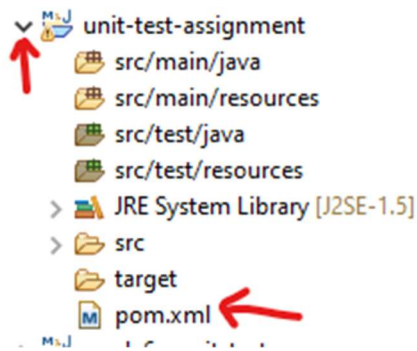 unit-test-assignment
src/main/java
src/main/resources
src/test/java
src/test/resources
JRE System Library [J2SE-1.5]
src
target
pom.xml